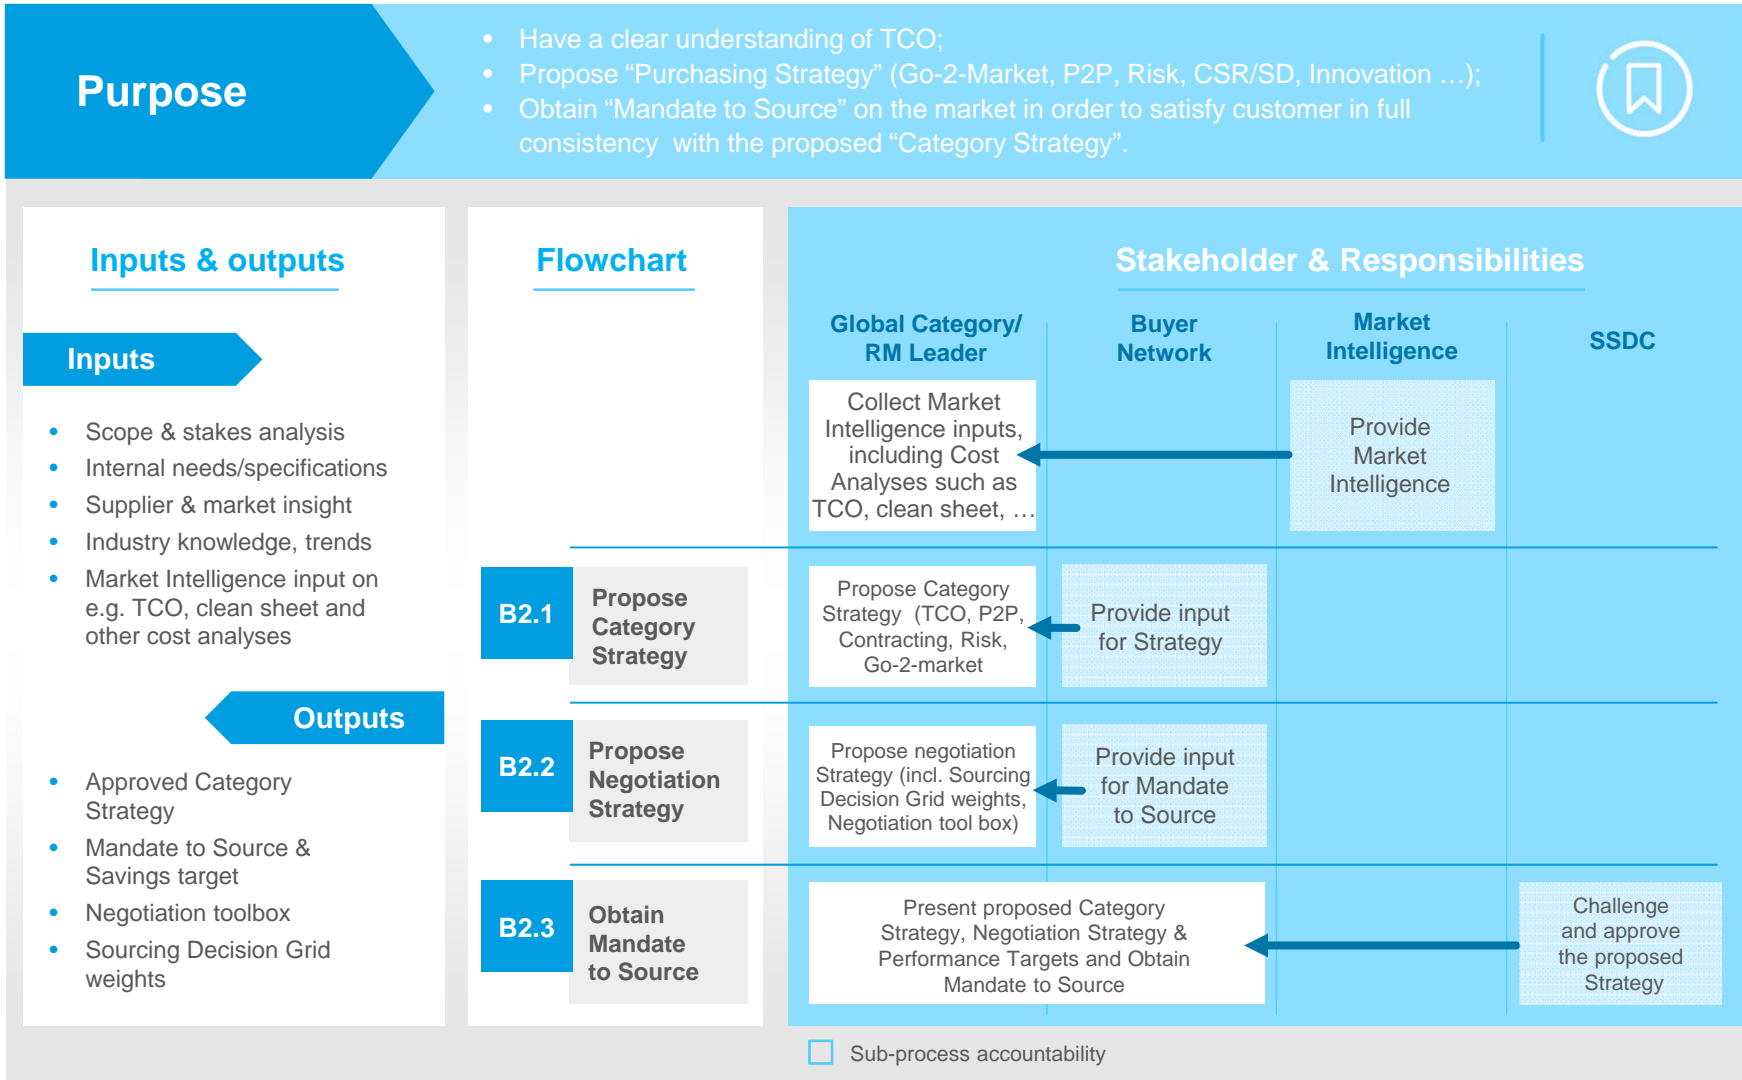 Purpose
• Have a clear understanding of TCO;
• Propose “Purchasing Strategy” (Go-2-Market, P2P, Risk, CSR/SD, Innovation …);
• Obtain “Mandate to Source” on the market in order to satisfy customer in full
consistency with the proposed “Category Strategy”.
Inputs & outputs
Inputs
• Scope & stakes analysis
• Internal needs/specifications
• Supplier & market insight
• Industry knowledge, trends
• Market Intelligence input on
e.g. TCO, clean sheet and
other cost analyses
Outputs
• Approved Category
Strategy
• Mandate to Source &
Savings target
• Negotiation toolbox
• Sourcing Decision Grid
weights
Flowchart
B2.1
Propose
Category
Strategy
B2.2
Propose
Negotiation
Strategy
B2.3
Obtain
Mandate
to Source
Stakeholder & Responsibilities
Global Category/
RM Leader
Buyer
Network
Market
Intelligence
SSDC
Collect Market
Intelligence inputs,
including Cost
Analyses such as
TCO, clean sheet, …
Provide
Market
Intelligence
Propose Category
Strategy (TCO, P2P,
Contracting, Risk,
Go-2-market
Provide input
for Strategy
Propose negotiation
Strategy (incl. Sourcing
Decision Grid weights,
Negotiation tool box)
Provide input
for Mandate
to Source
Present proposed Category
Strategy, Negotiation Strategy &
Performance Targets and Obtain
Mandate to Source
Challenge
and approve
the proposed
Strategy
Sub-process accountability